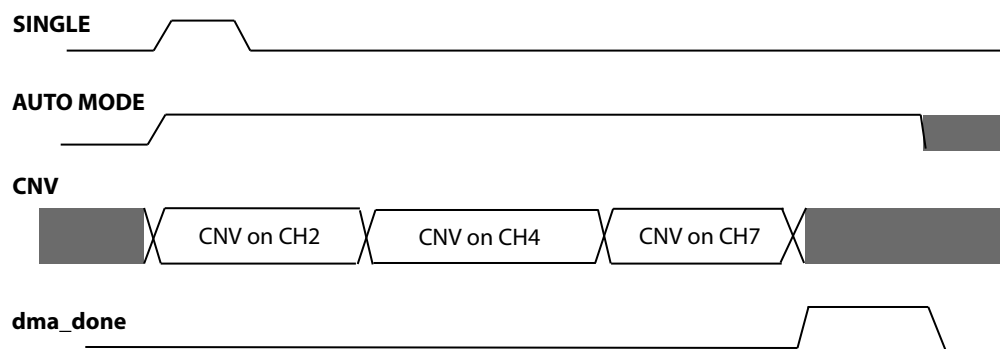 SINGLE
AUTO MODE
CNV
CNV on CH2 CNV on CH4 CNV on CH7
dma_done